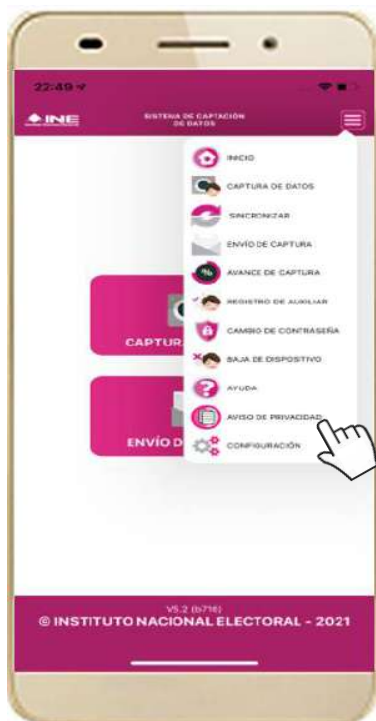 22:49
INE
SISTEMA DE CAPTACIÓN
DE DATOS
INICIO
CAPTURA DE DATOS
SINCRONIZAR
ENVÍO DE CAPTURA
%
AVANCE DE CAPTURA
REGISTRO DE AUXILIAR
CAMBIO DE CONTRASEÑA
BAJA DE DISPOSTIVO
?
AYUDA
AVISO DE PRIVACIDAD
CONFIGURACIÓN
CAPTUR
ENVÍO D
V5.2 (b716)
© INSTITUTO NACIONAL ELECTORAL - 2021